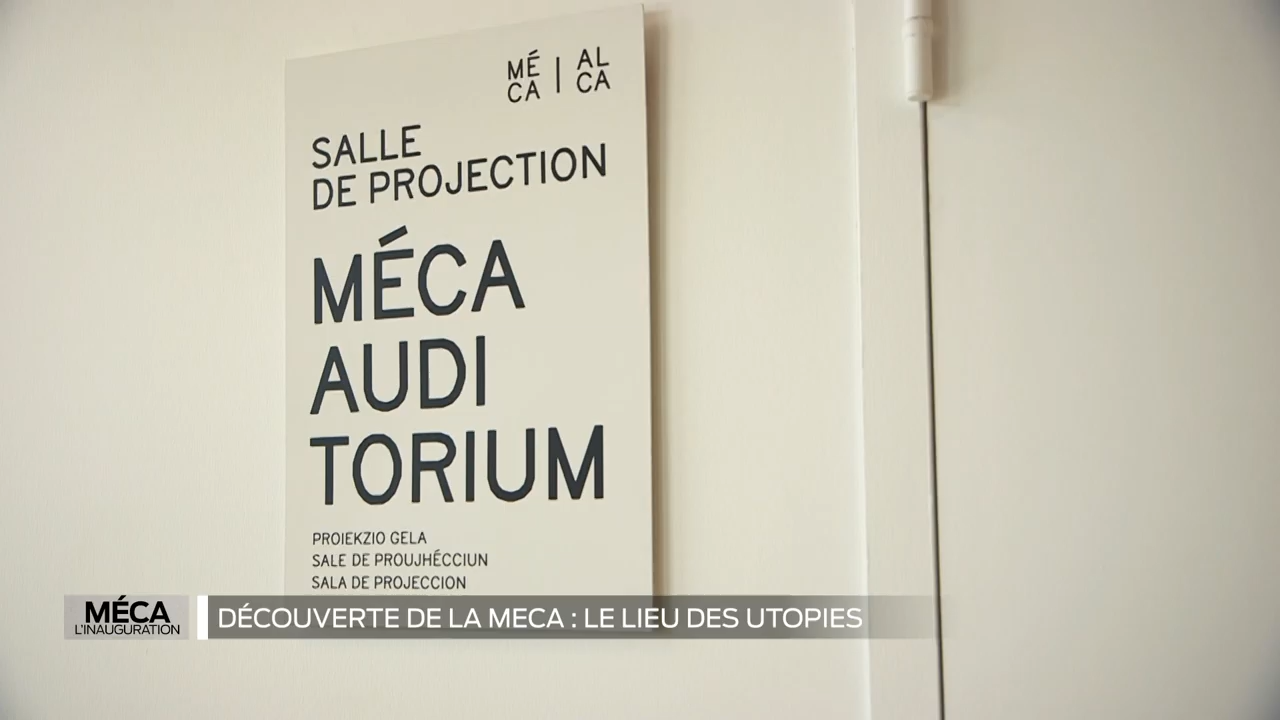 MÉ | AL
CA | CA
SALLE
DE PROJECTION
MÉCA
AUDI
TORIUM
PROIEKZIO GELA
SALE DE PROUJHÉCCIUN
SALA DE PROJECCION
MÉCA
L'INAUGURATION
DÉCOUVERTE DE LA MECA : LE LIEU DES UTOPIES